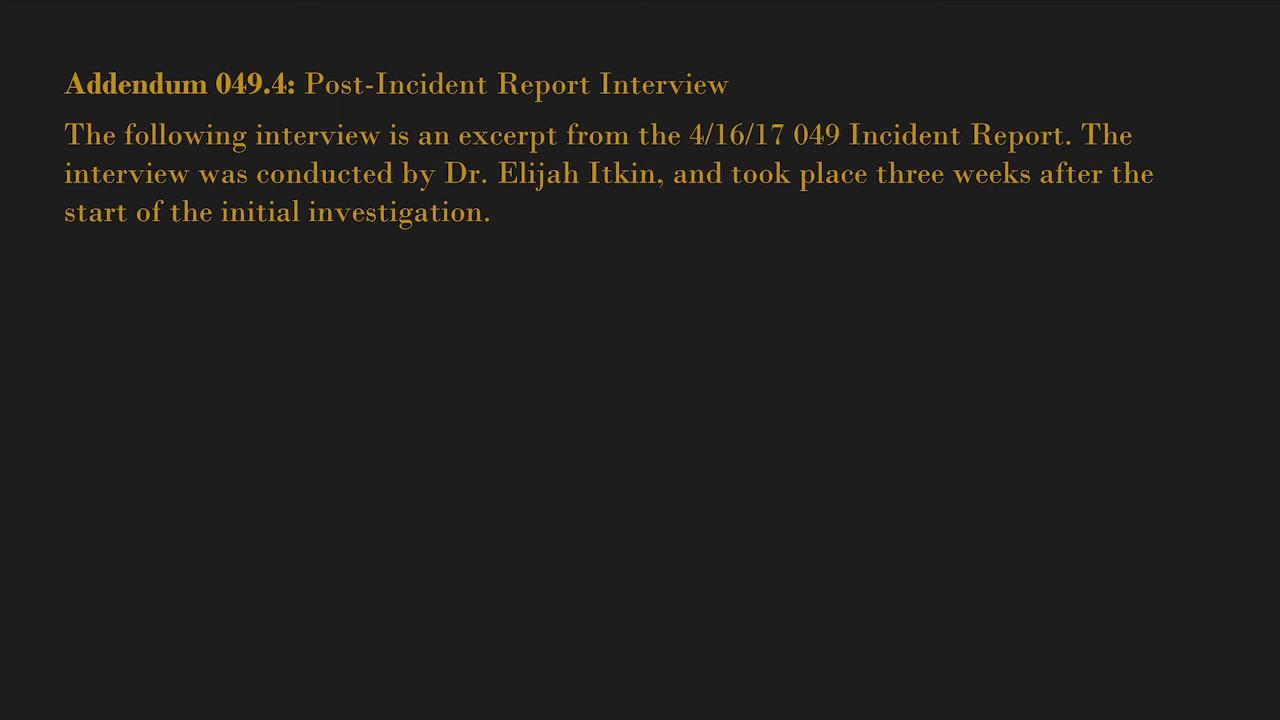 Addendum 049.4: Post-Incident Report Interview
The following interview is an excerpt from the 4/16/17 049 Incident Report. The
interview was conducted by Dr. Elijah Itkin, and took place three weeks after the
start of the initial investigation.